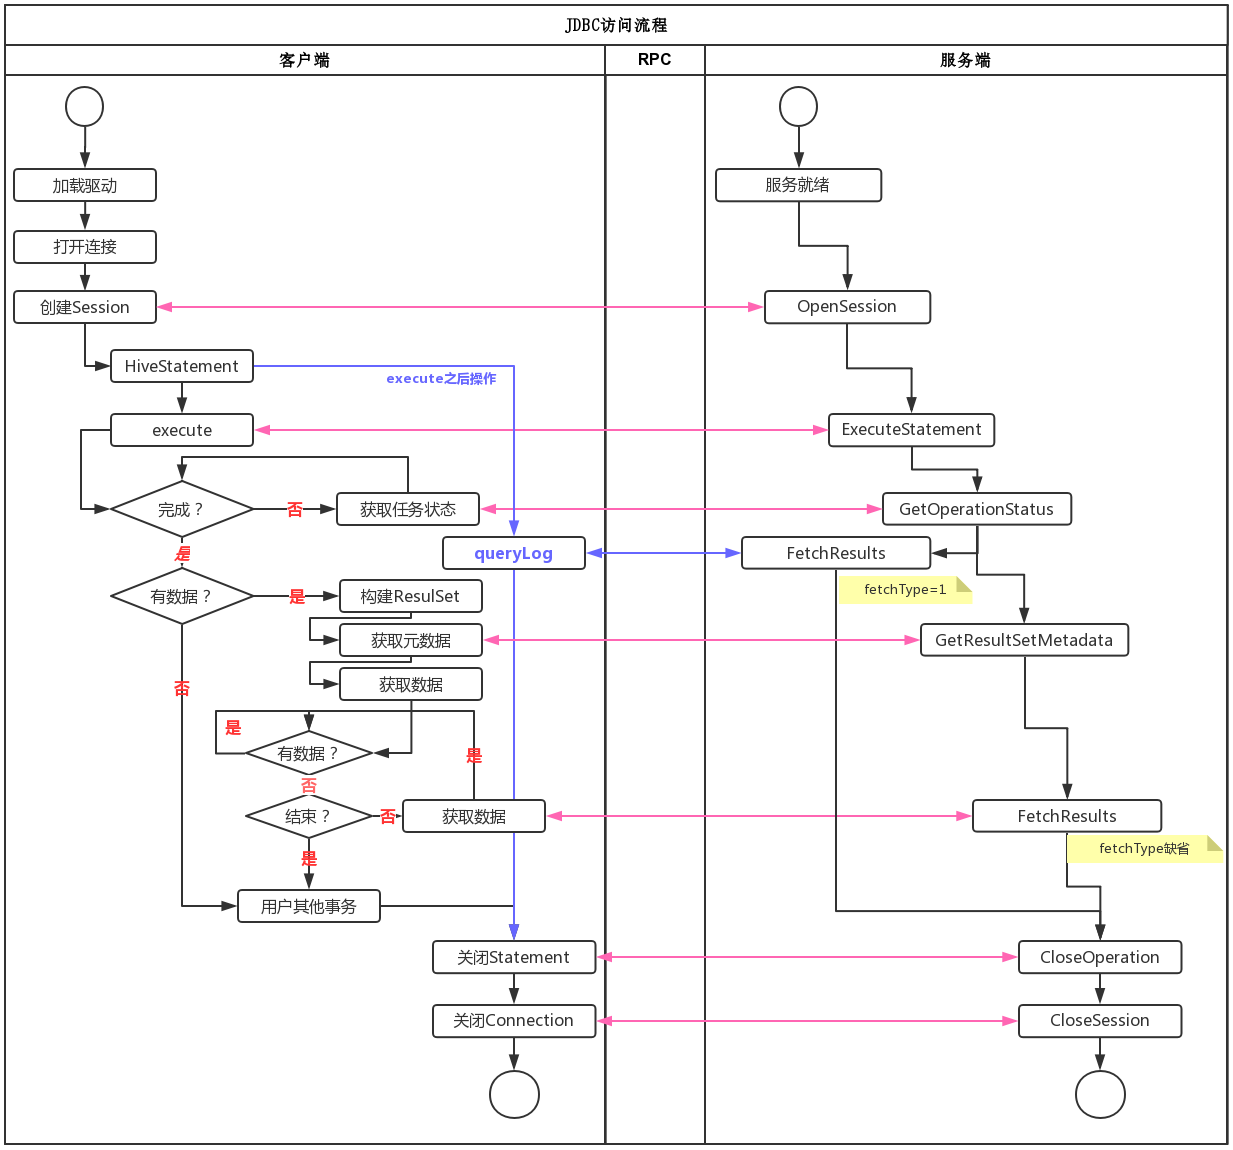 JDBC访问流程
客户端
RPC
服务端
加载驱动
服务就绪
打开连接
创建Session
OpenSession
HiveStatement
execute之后操作
execute
ExecuteStatement
完成？
否
获取任务状态
GetOperationStatus
是
queryLog
FetchResults
fetchType=1
有数据？
是
构建ResulSet
获取元数据
GetResultSetMetadata
否
获取数据
是
有数据？
是
否
结束？
否
获取数据
FetchResults
fetchType缺省
是
用户其他事务
关闭Statement
CloseOperation
关闭Connection
CloseSession